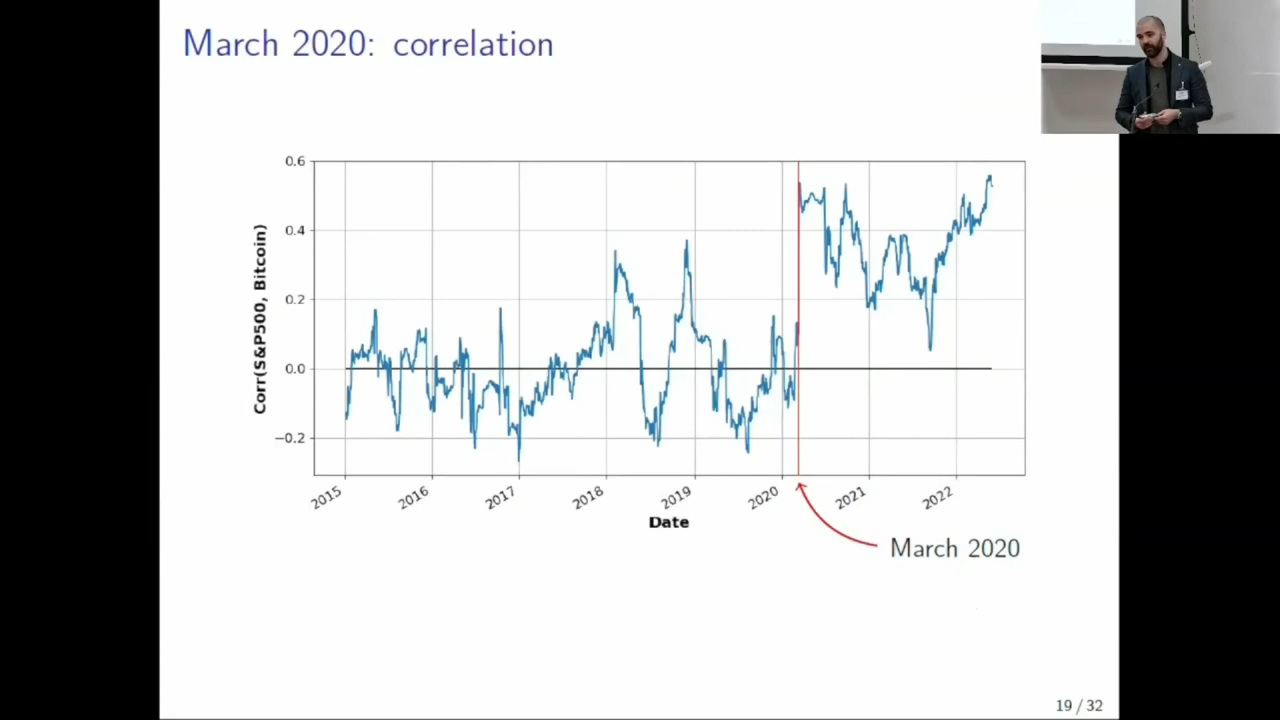 March 2020: correlation
0.6
0.4
0.2
0.0
−0.2
Corr(S&P500, Bitcoin)
2015
2016
2017
2018
2019
2020
2021
2022
Date
March 2020
19 / 32